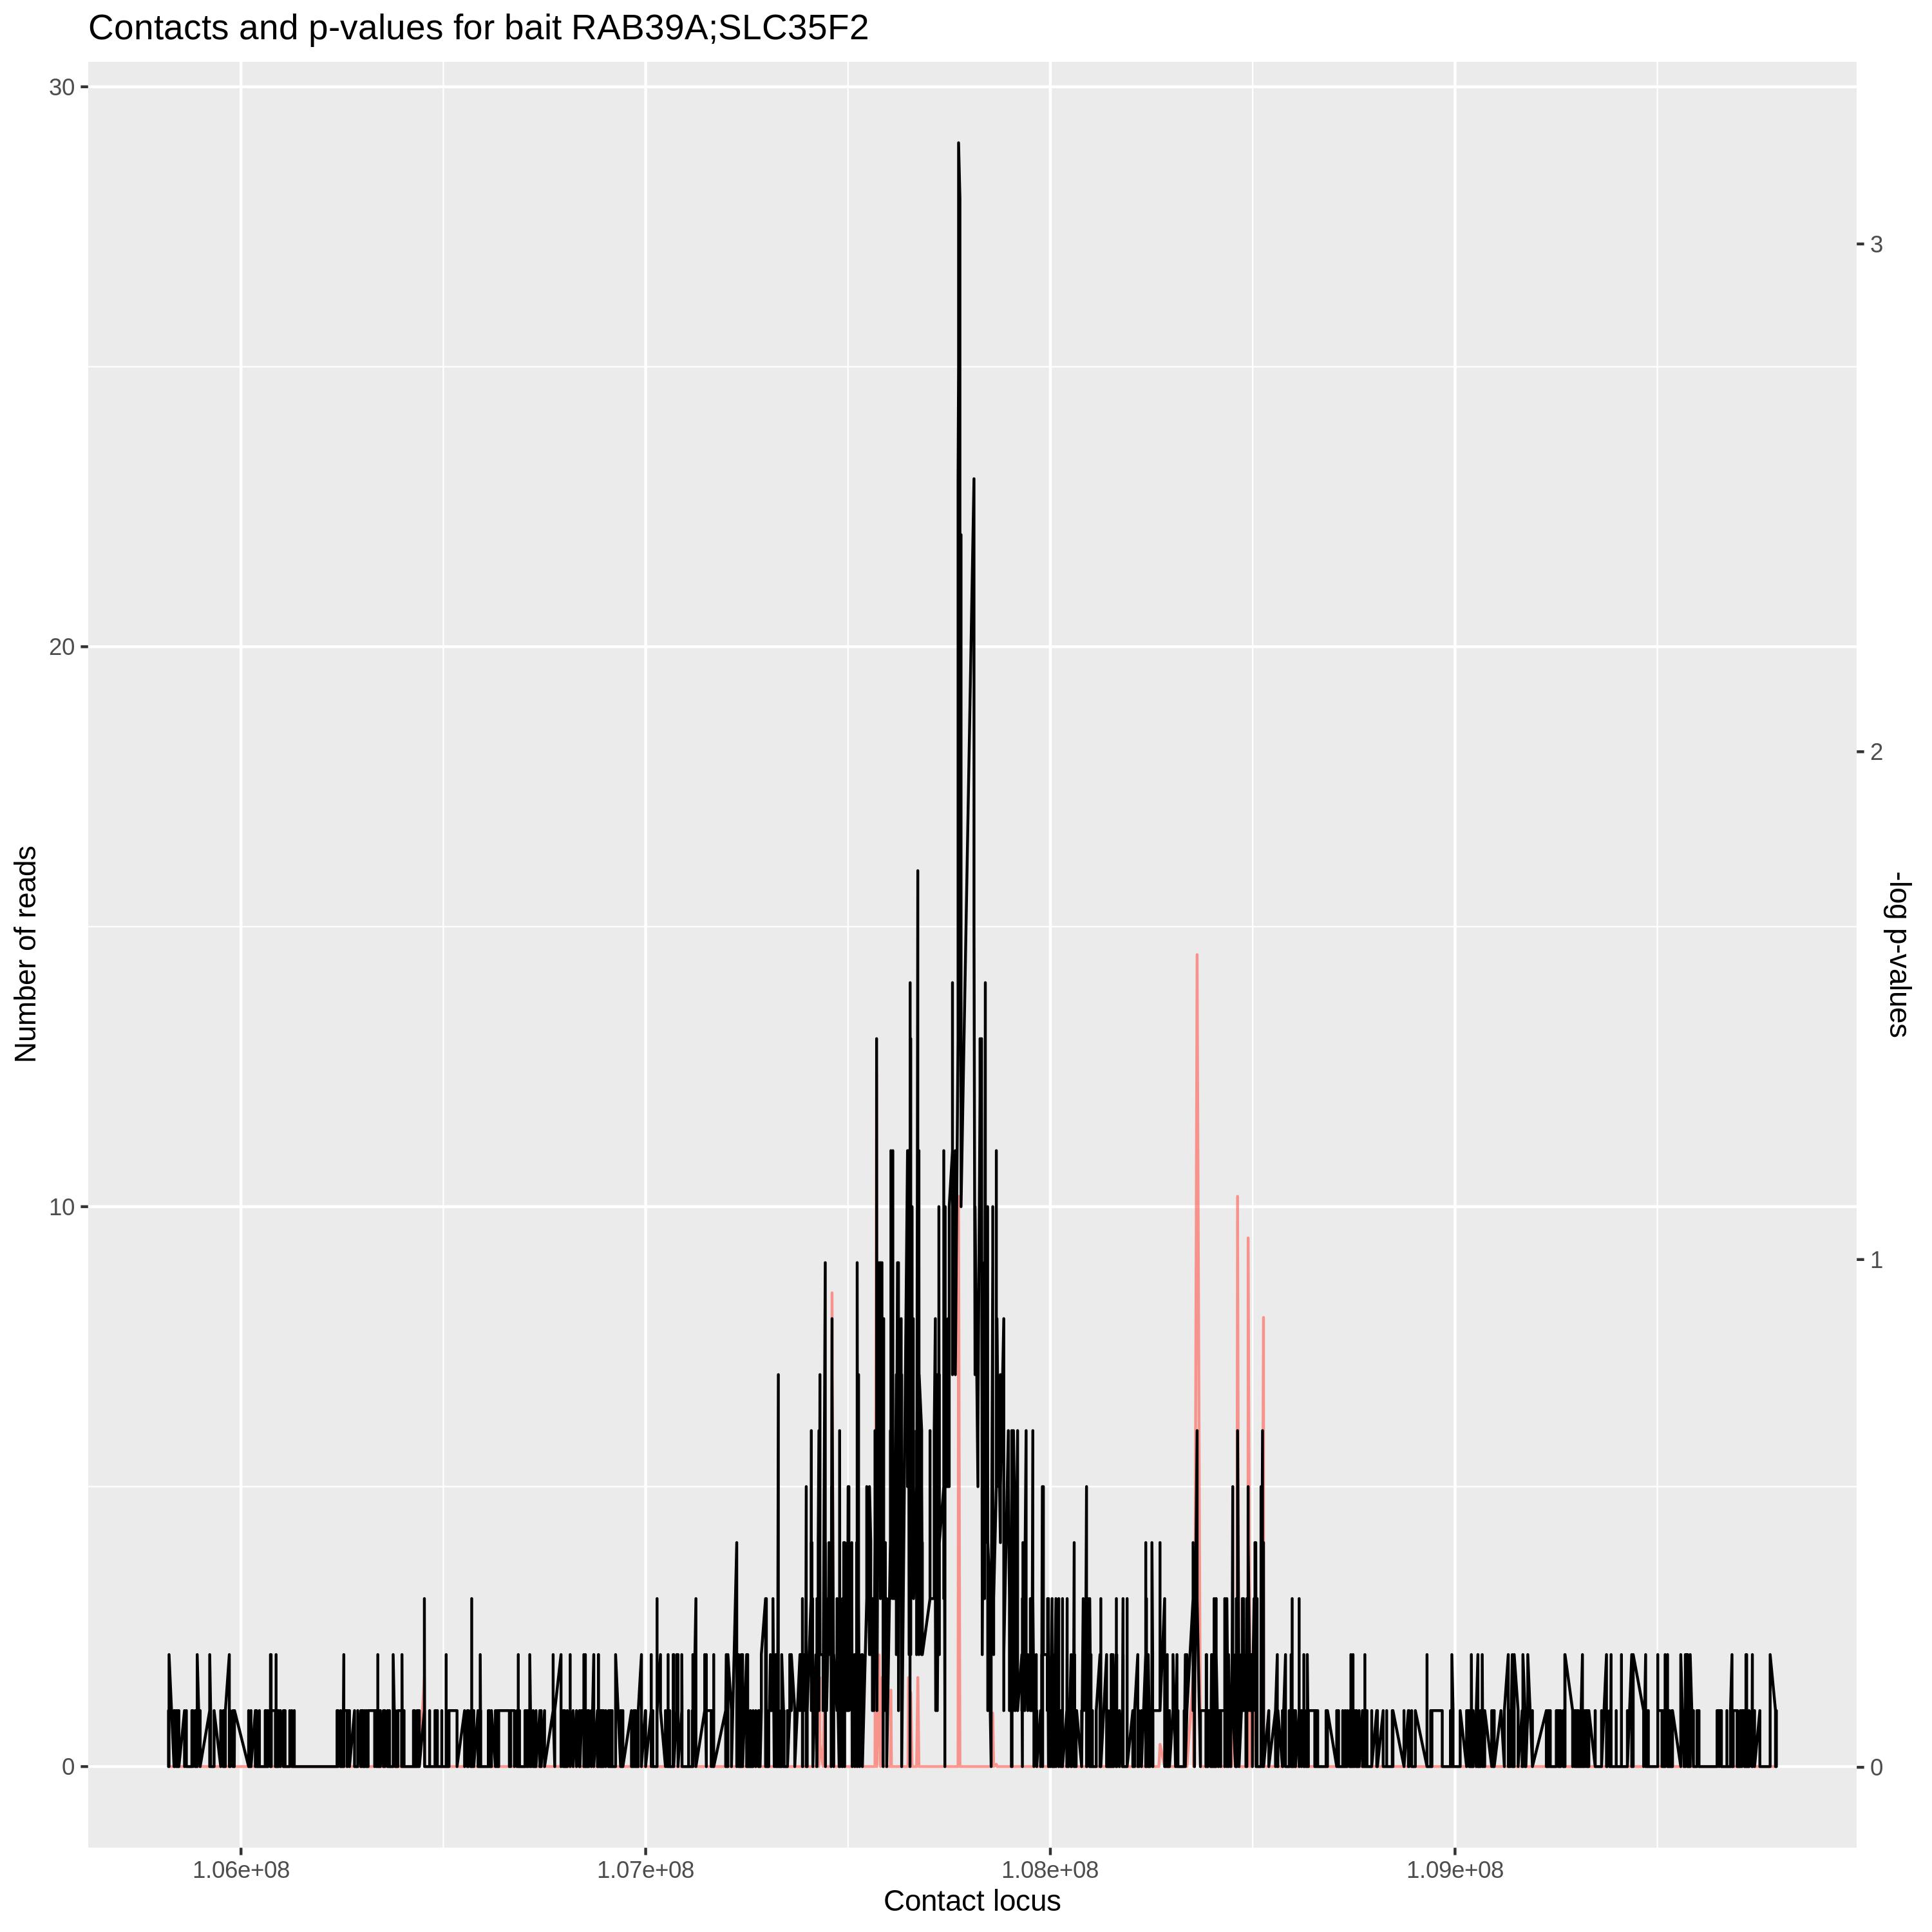 Contacts and p-values for bait RAB39A;SLC35F2
30
20
10
0
Number of reads
3
2
1
0
-log p-values
1.06e+08
1.07e+08
1.08e+08
1.09e+08
Contact locus